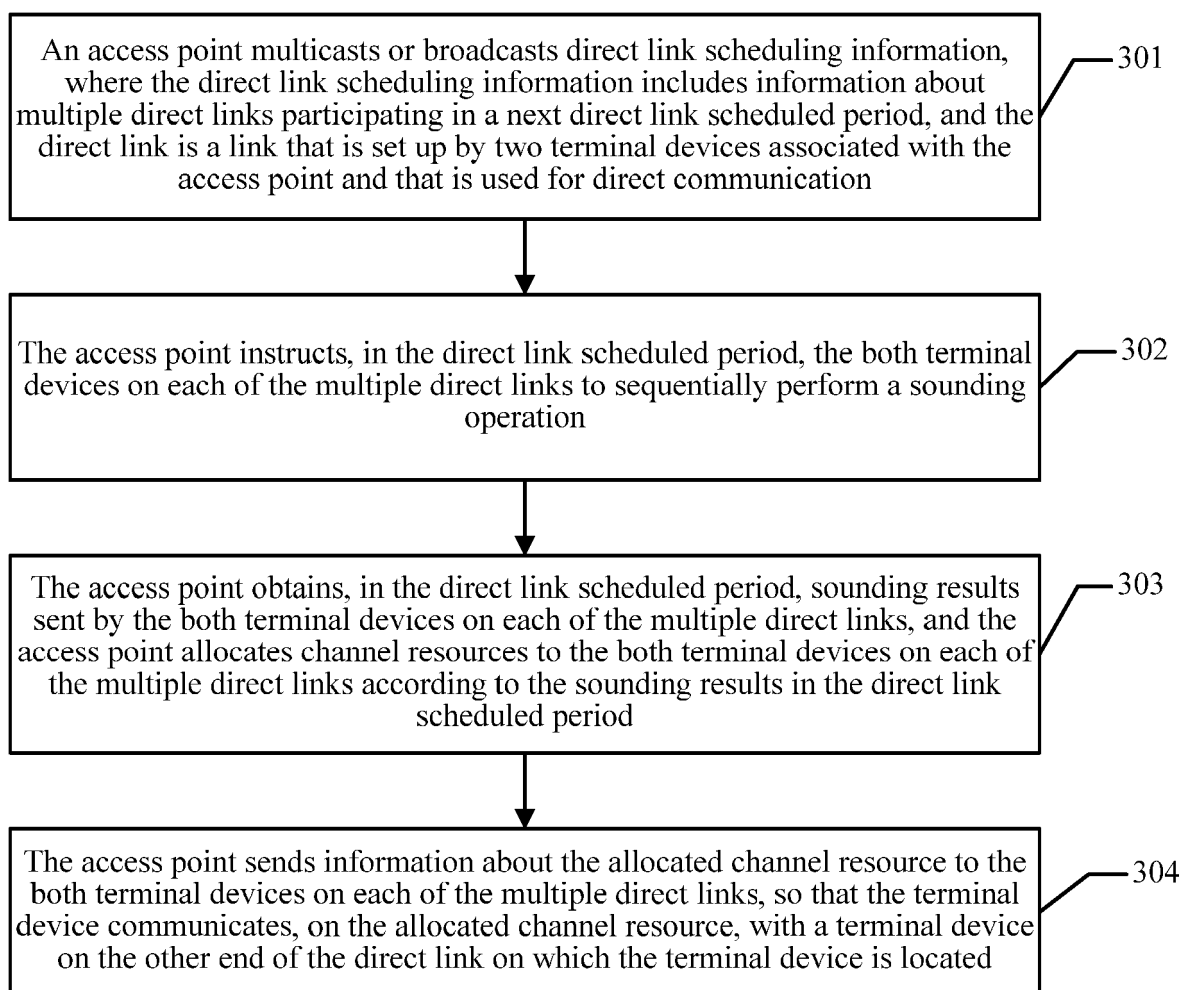 An access point multicasts or broadcasts direct link scheduling information,
where the direct link scheduling information includes information about
multiple direct links participating in a next direct link scheduled period, and the
direct link is a link that is set up by two terminal devices associated with the
access point and that is used for direct communication
301
The access point instructs, in the direct link scheduled period, the both terminal
devices on each of the multiple direct links to sequentially perform a sounding
operation
302
The access point obtains, in the direct link scheduled period, sounding results
sent by the both terminal devices on each of the multiple direct links, and the
access point allocates channel resources to the both terminal devices on each of
the multiple direct links according to the sounding results in the direct link
scheduled period
303
The access point sends information about the allocated channel resource to the
both terminal devices on each of the multiple direct links, so that the terminal
device communicates, on the allocated channel resource, with a terminal device
on the other end of the direct link on which the terminal device is located
304